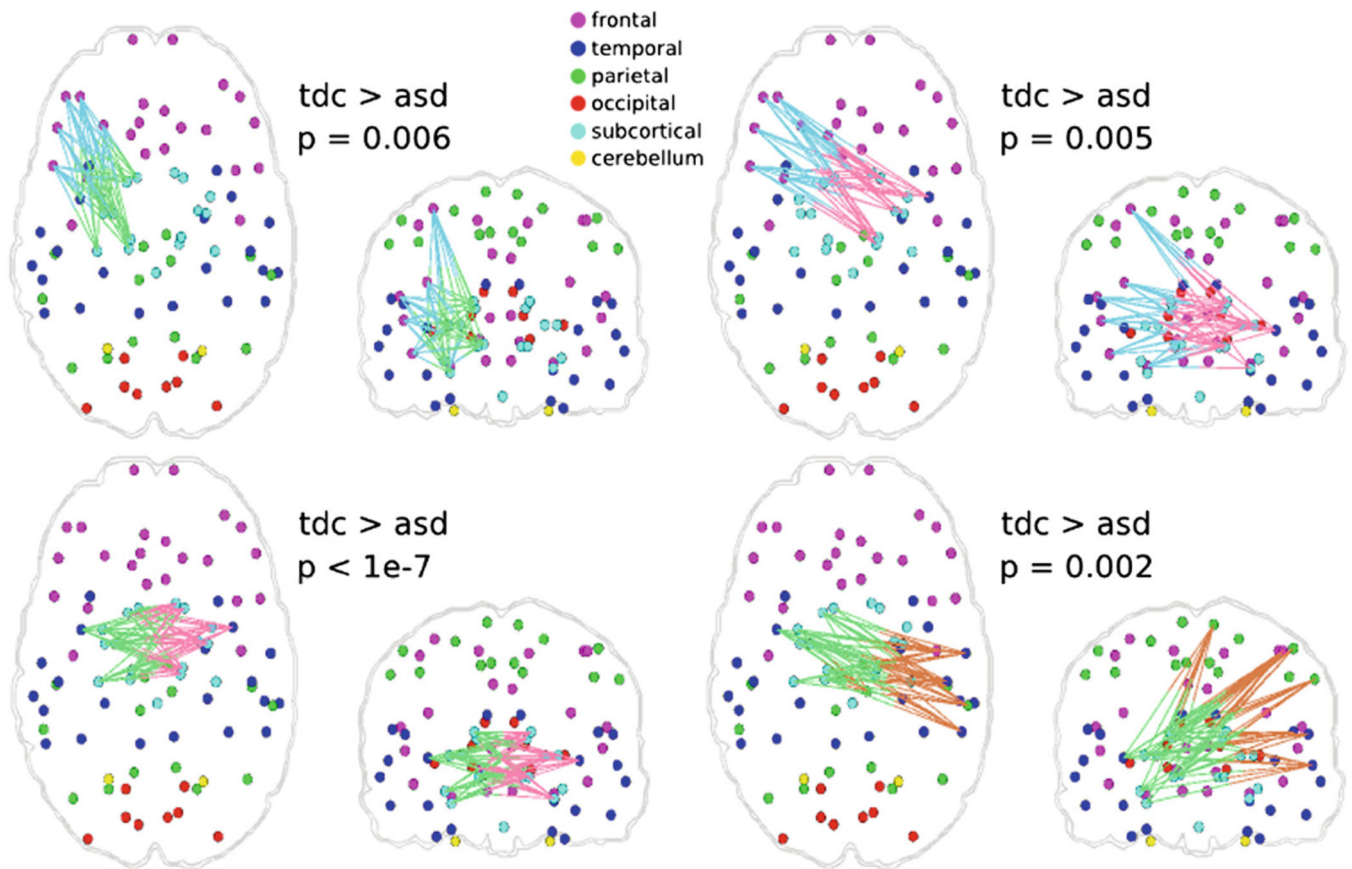 frontal
temporal
parietal
occipital
subcortical
cerebellum
tdc > asd
p = 0.006
tdc > asd
p = 0.005
tdc > asd
p < 1e-7
tdc > asd
p = 0.002